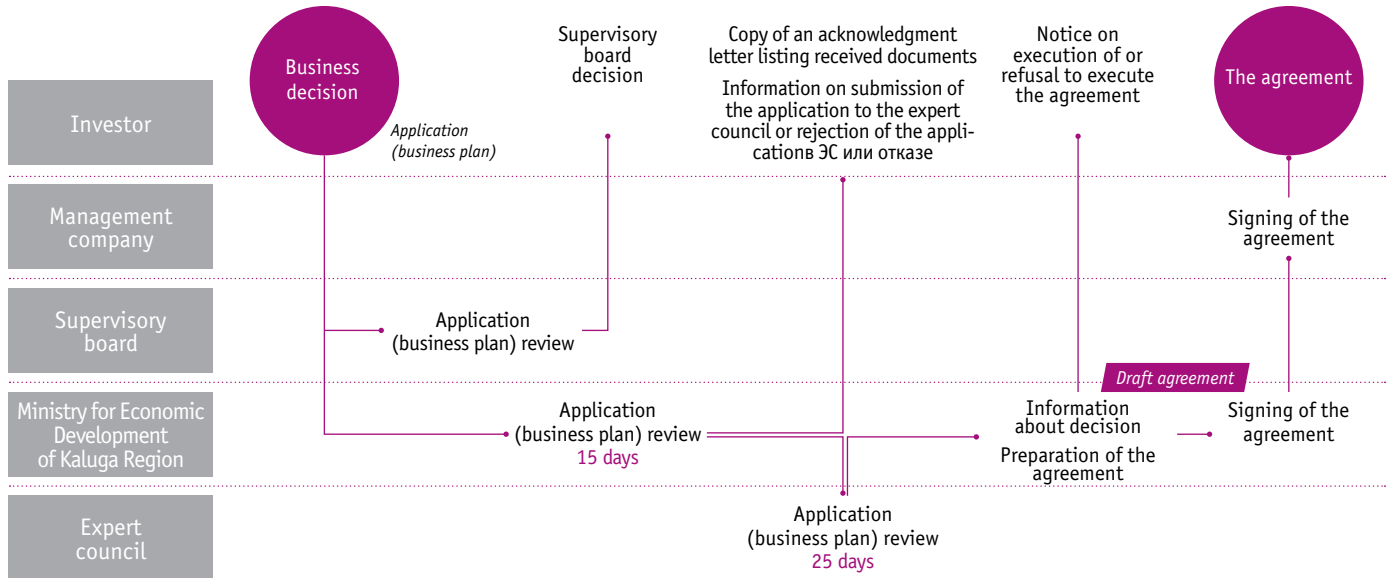 Business
decision
Application
(business plan)
Supervisory
board
decision
Copy of an acknowledgment
letter listing received documents
Information on submission of
the application to the expert
council or rejection of the appli-
cationв ЭС или отказе
Notice on
execution of or
refusal to execute
the agreement
The agreement
Investor
Management
company
Signing of the
agreement
Supervisory
board
Application
(business plan) review
Draft agreement
Ministry for Economic
Development
of Kaluga Region
Application
(business plan) review
15 days
Information
about decision
Preparation of the
agreement
Signing of the
agreement
Expert
council
Application
(business plan) review
25 days